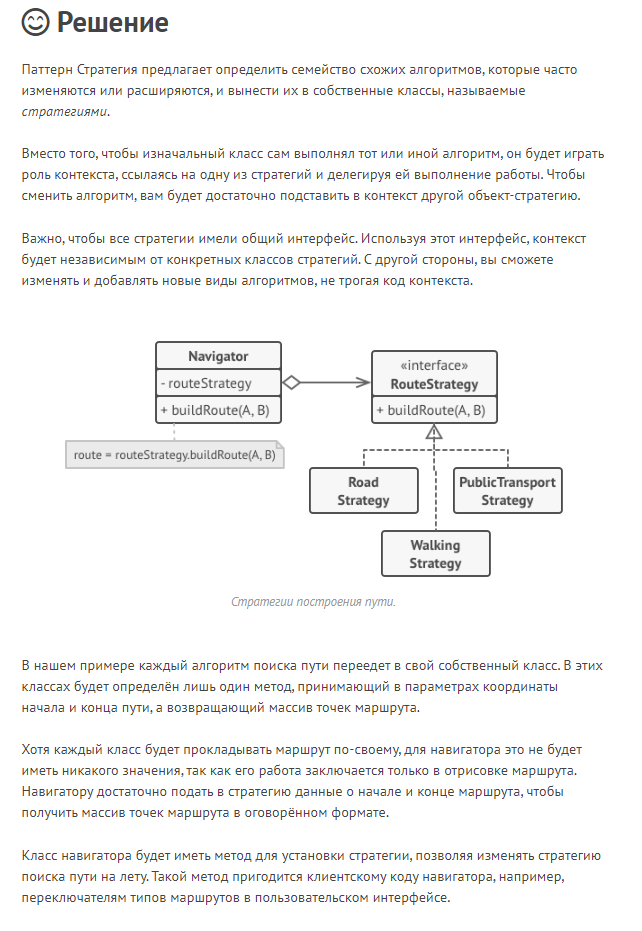 Решение
Паттерн Стратегия предлагает определить семейство схожих алгоритмов, которые часто
изменяются или расширяются, и вынести их в собственные классы, называемые
стратегиями.
Вместо того, чтобы изначальный класс сам выполнял тот или иной алгоритм, он будет играть
роль контекста, ссылаясь на одну из стратегий и делегируя ей выполнение работы. Чтобы
сменить алгоритм, вам будет достаточно подставить в контекст другой объект-стратегию.
Важно, чтобы все стратегии имели общий интерфейс. Используя этот интерфейс, контекст
будет независимым от конкретных классов стратегий. С другой стороны, вы сможете
изменять и добавлять новые виды алгоритмов, не трогая код контекста.
Navigator
- routeStrategy
+ buildRoute(A, B)
route = routeStrategy.buildRoute(A, B)
«interface»
RouteStrategy
+ buildRoute(A, B)
Road
Strategy
PublicTransport
Strategy
Walking
Strategy
Стратегии построения пути.
В нашем примере каждый алгоритм поиска пути переедет в свой собственный класс. В этих
классах будет определён лишь один метод, принимающий в параметрах координаты
начала и конца пути, а возвращающий массив точек маршрута.
Хотя каждый класс будет прокладывать маршрут по-своему, для навигатора это не будет
иметь никакого значения, так как его работа заключается только в отрисовке маршрута.
Навигатору достаточно подать в стратегию данные о начале и конце маршрута, чтобы
получить массив точек маршрута в оговорённом формате.
Класс навигатора будет иметь метод для установки стратегии, позволяя изменять стратегию
поиска пути на лету. Такой метод пригодится клиентскому коду навигатора, например,
переключателям типов маршрутов в пользовательском интерфейсе.